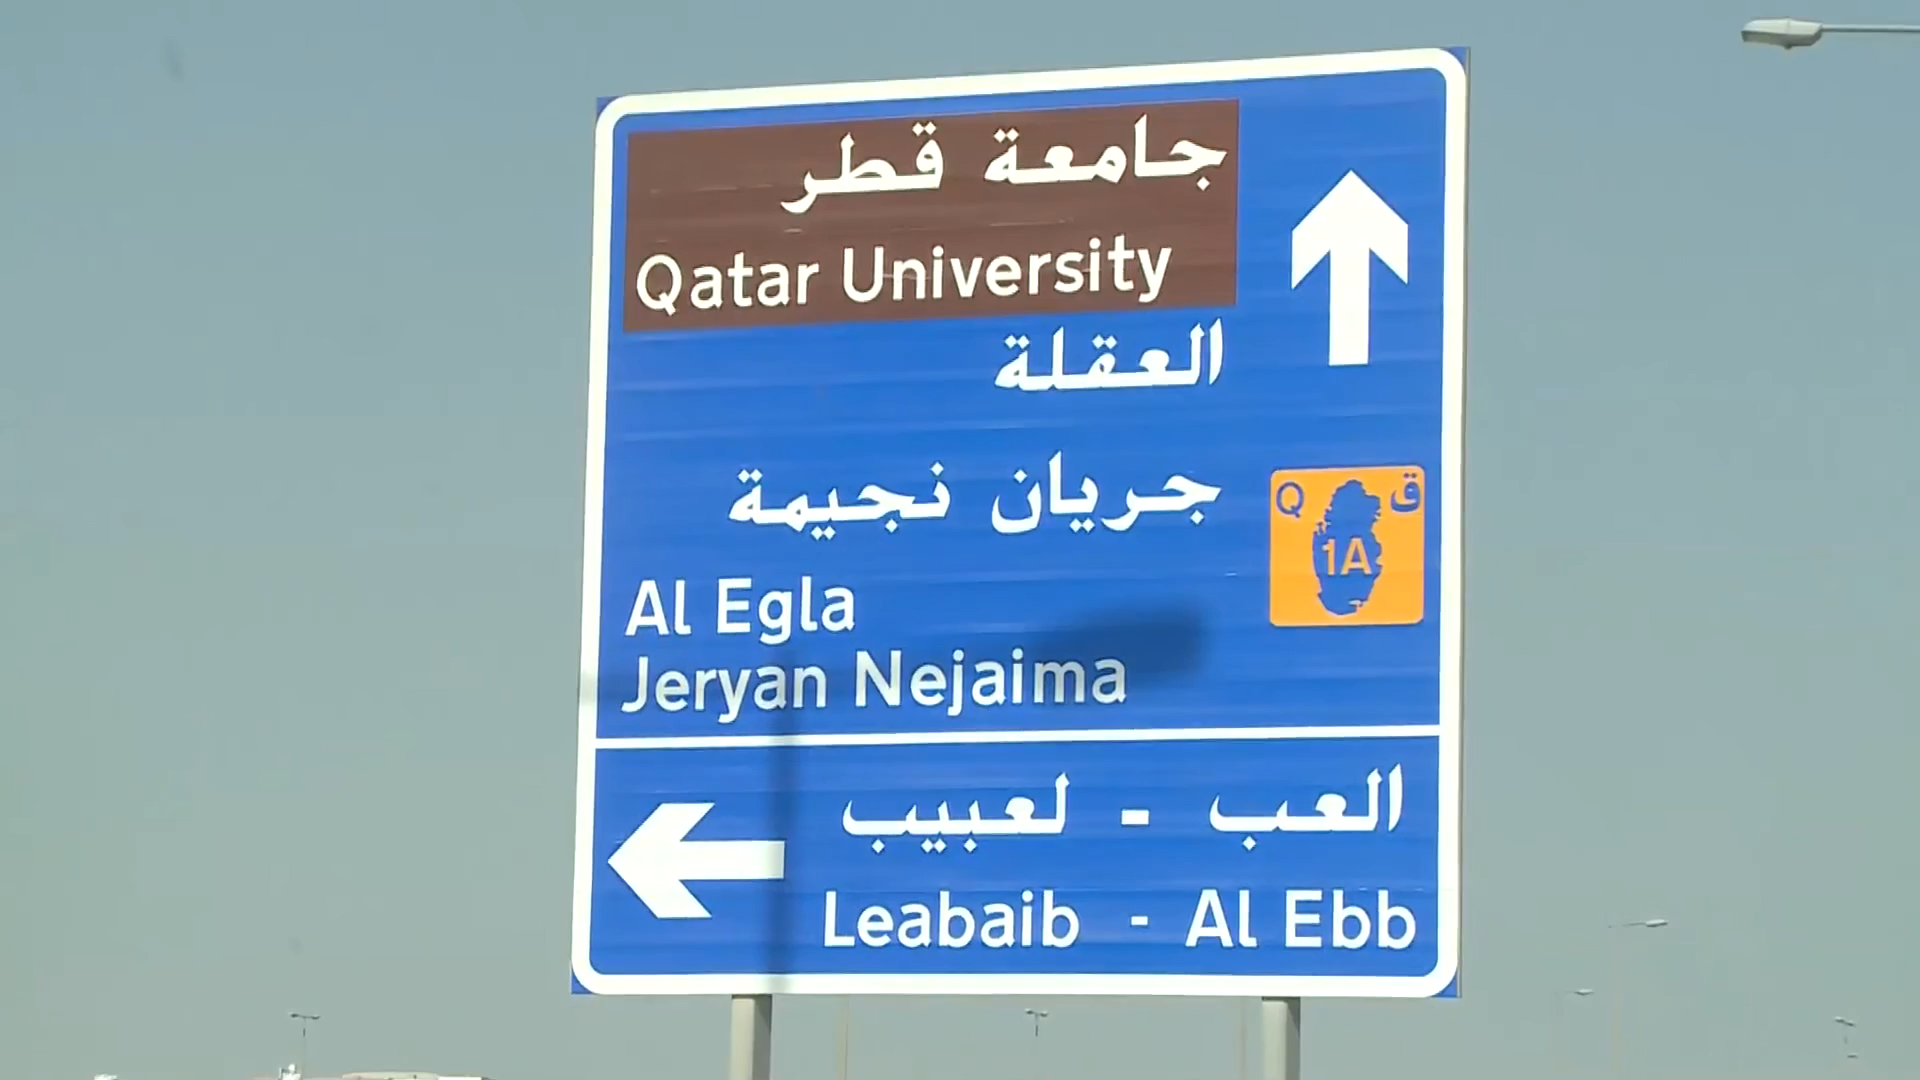 جامعة قطر
Qatar University
العقلة
جريان نجيمة
Al Egla
Jeryan Nejaima
Q ق
1A
العب - لعبيب
Leabaib - Al Ebb